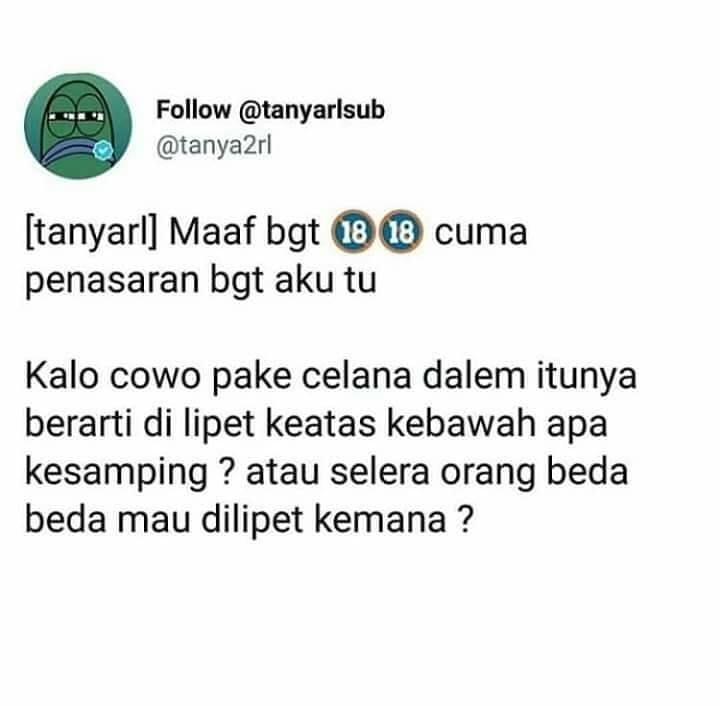 Follow @tanyarlsub
@tanya2rl
[tanyarl] Maaf bgt 🔞🔞 cuma
penasaran bgt aku tu
Kalo cowo pake celana dalem itunya
berarti di lipet keatas kebawah apa
kesamping ? atau selera orang beda
beda mau dilipet kemana ?